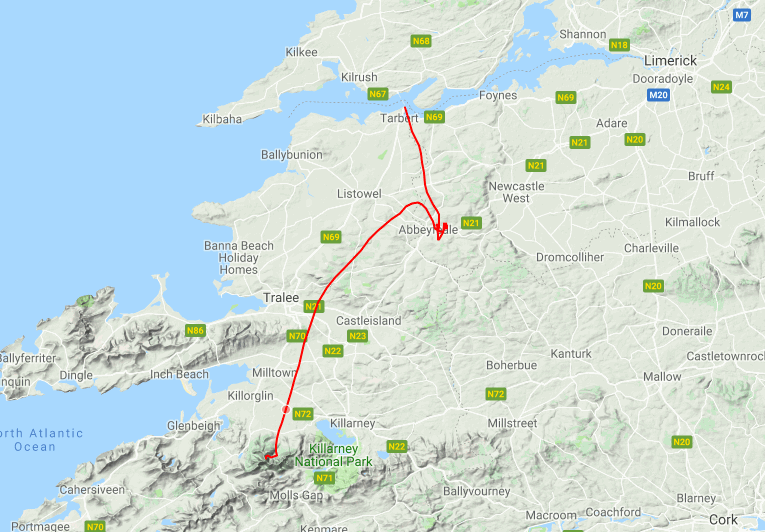 M7
Shannon
N68
N18
Kilkee
Limerick
Kilrush
Dooradoyle
N67
N24
Foynes
N69
M20
Kilbaha
Tarbert
N69
Adare
N21
N20
Ballybunion
N21
Bruff
Newcastle
West
Listowel
Kilmallock
N21
Abbeyfeale
N69
Banna Beach
Holiday
Homes
Charleville
Dromcolliher
N20
Tralee
N21
Castleisland
N86
Doneraile
N70
N23
N22
Ballyferriter
Castletownroc
Kanturk
Boherbue
Inch Beach
Dingle
Milltown
Mallow
nquin
Killorglin
N72
N72
Killarney
Millstreet
Glenbeigh
orth Atlantic
Ocean
N20
Killarney
National Park
N22
N71
Cahersiveen
Molls Gap
Ballyvourney
Blarney
Macroom
Coachford
Portmagee
N70
Kenmare
Cork